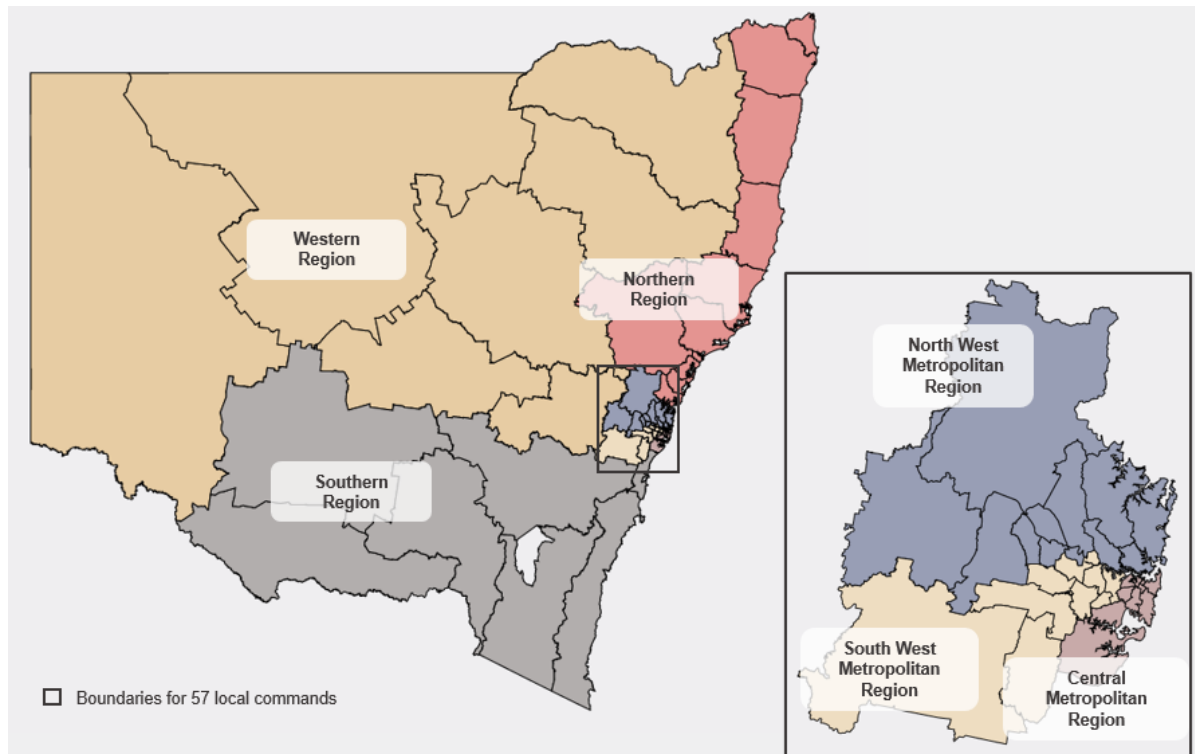 Western
Region
Northern
Region
Southern
Region
North West
Metropolitan
Region
South West
Metropolitan
Region
Central
Metropolitan
Region
Boundaries for 57 local commands